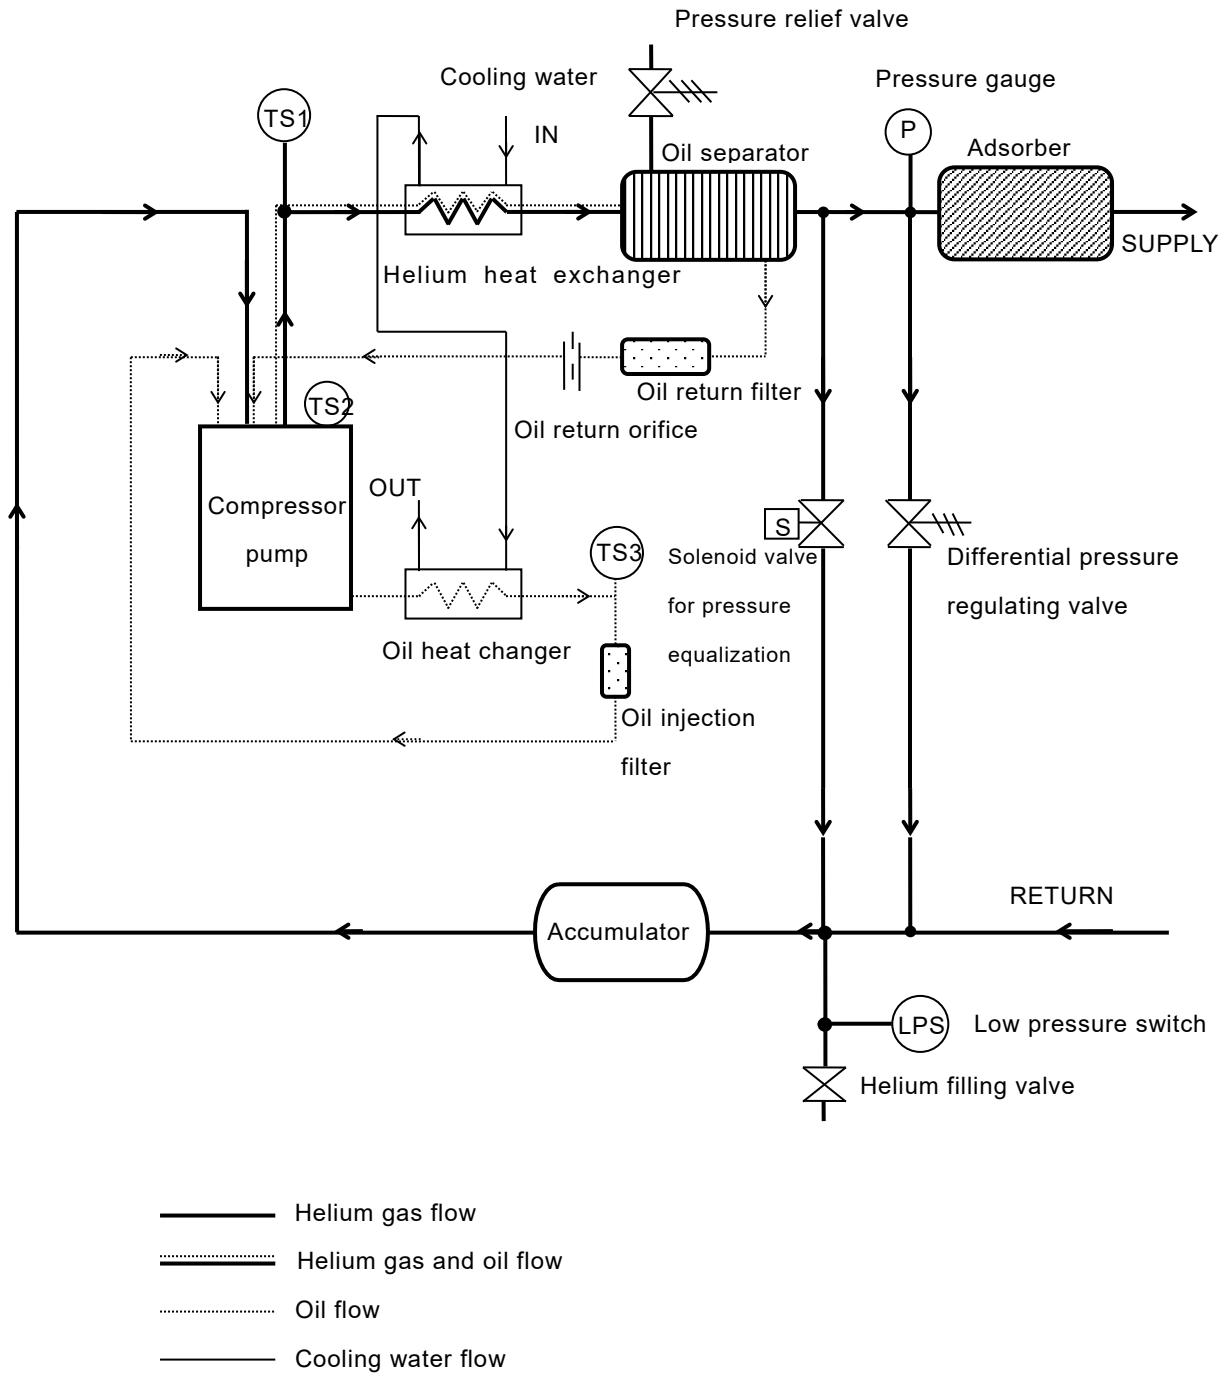 Pressure relief valve
Cooling water
Pressure gauge
TS1
IN
P
Oil separator
Adsorber
SUPPLY
Helium heat exchanger
Oil return filter
TS2
Oil return orifice
OUT
Compressor
pump
S
TS3
Solenoid valve
for pressure
equalization
Differential pressure
regulating valve
Oil heat changer
Oil injection
filter
RETURN
Accumulator
LPS
Low pressure switch
Helium filling valve
Helium gas flow
Helium gas and oil flow
Oil flow
Cooling water flow